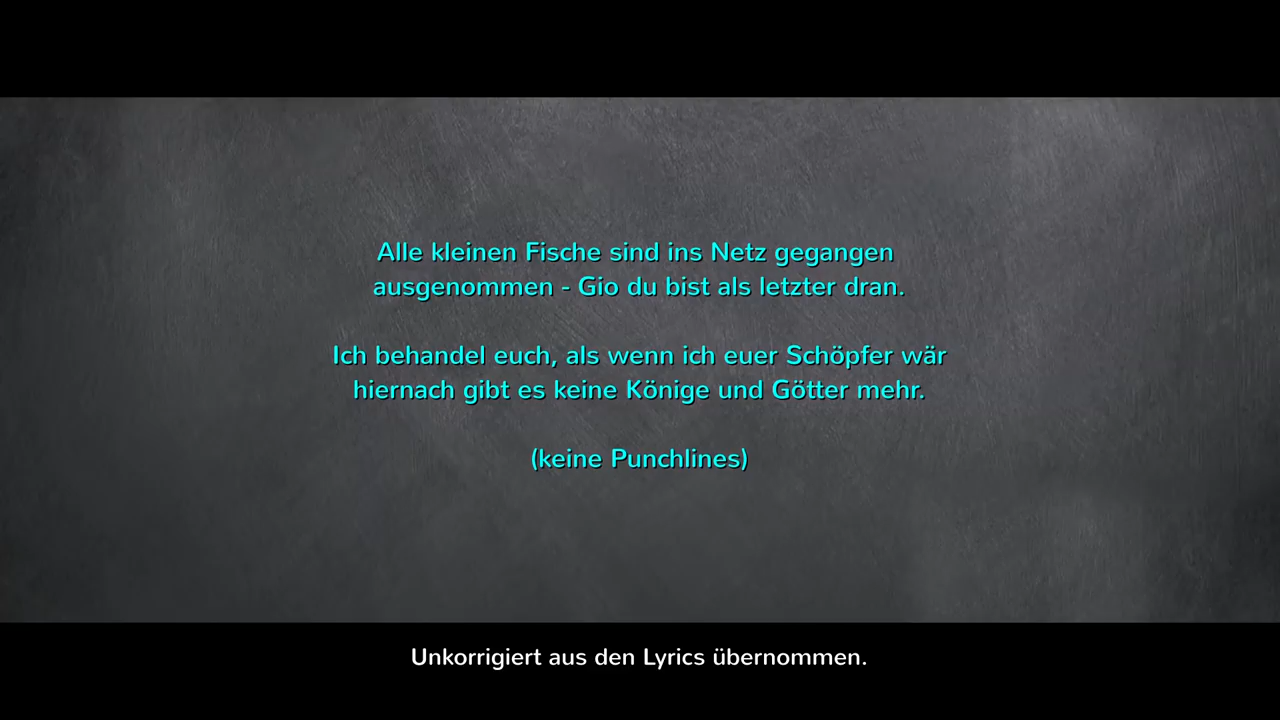 Alle kleinen Fische sind ins Netz gegangen
ausgenommen - Gio du bist als letzter dran.
Ich behandel euch, als wenn ich euer Schöpfer wär
hiernach gibt es keine Könige und Götter mehr.
(keine Punchlines)
Unkorrigiert aus den Lyrics übernommen.